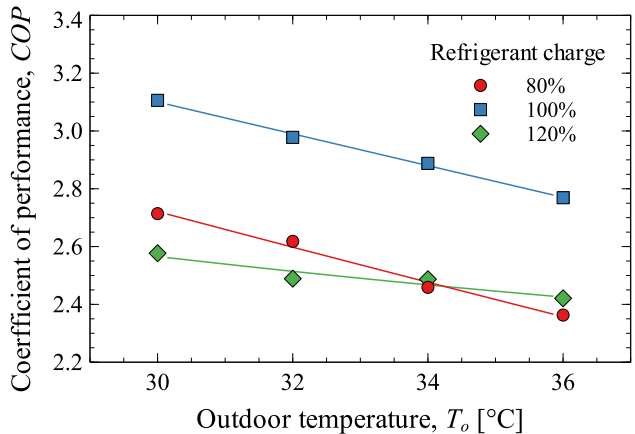 Coerfficient of performance, COP
3.4
3.2
3.0
2.8
2.6
2.4
2.2
Refrigerant charge
80%
100%
120%
30 32 34 36
Outdoor temperature, Tₒ [°C]